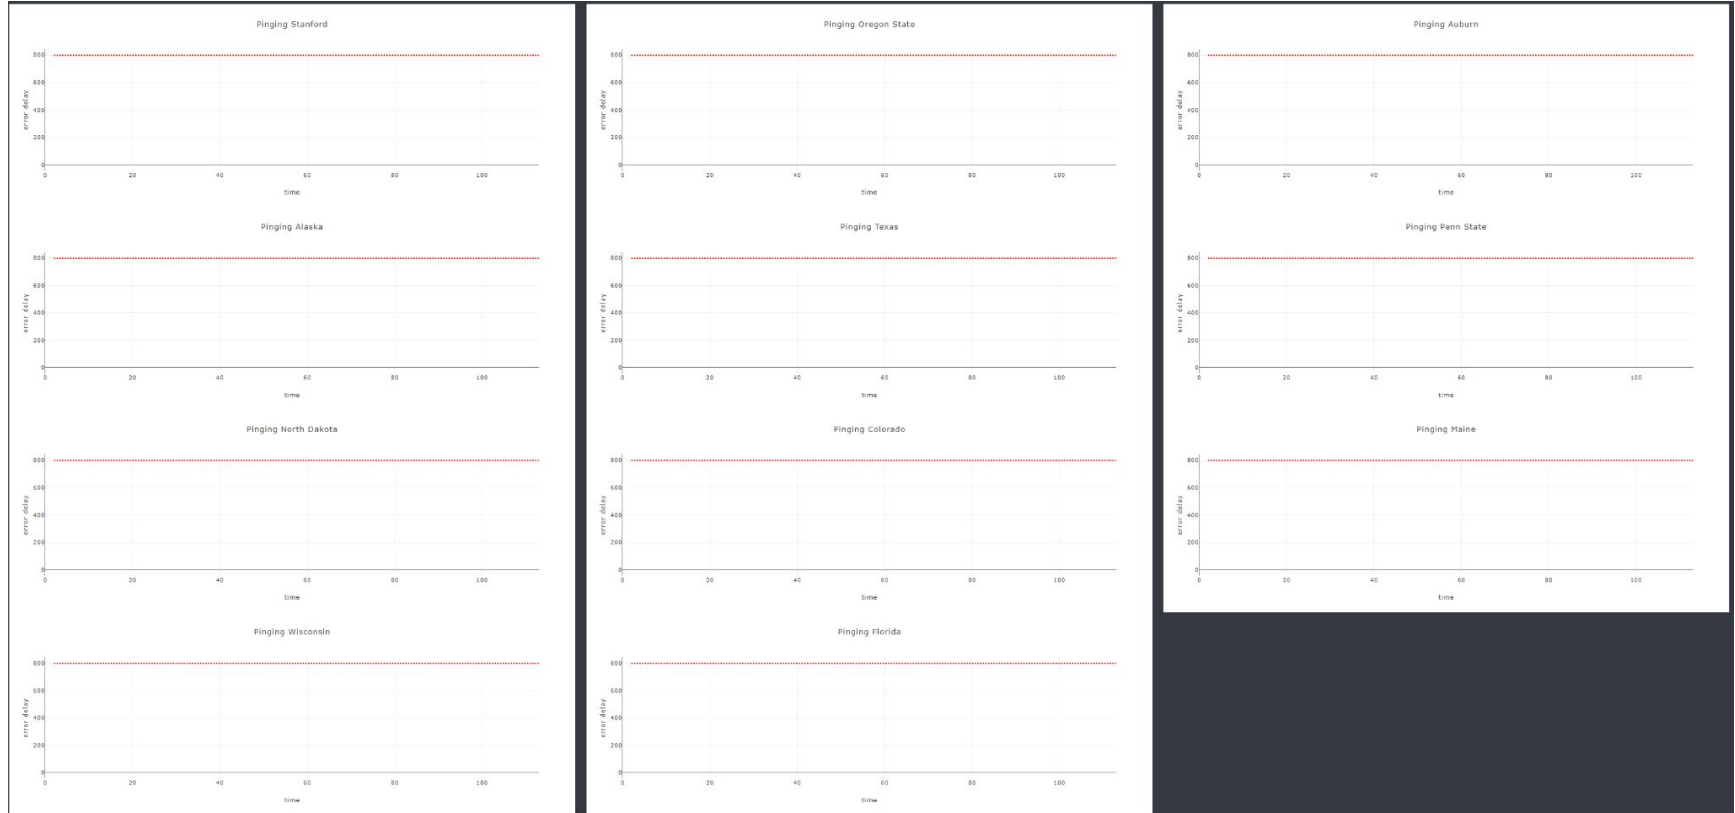 Pinging Stanford
800
600
400
200
0
error delay
0 20 40 60 80 100
time
Pinging Alaska
800
600
400
200
0
error delay
0 20 40 60 80 100
time
Pinging North Dakota
800
600
400
200
0
error delay
0 20 40 60 80 100
time
Pinging Wisconsin
800
600
400
200
0
error delay
0 20 40 60 80 100
time
Pinging Oregon State
800
600
400
200
0
error delay
0 20 40 60 80 100
time
Pinging Texas
800
600
400
200
0
error delay
0 20 40 60 80 100
time
Pinging Colorado
800
600
400
200
0
error delay
0 20 40 60 80 100
time
Pinging Florida
800
600
400
200
0
error delay
0 20 40 60 80 100
time
Pinging Auburn
800
600
400
200
0
error delay
0 20 40 60 80 100
time
Pinging Penn State
800
600
400
200
0
error delay
0 20 40 60 80 100
time
Pinging Maine
800
600
400
200
0
error delay
0 20 40 60 80 100
time